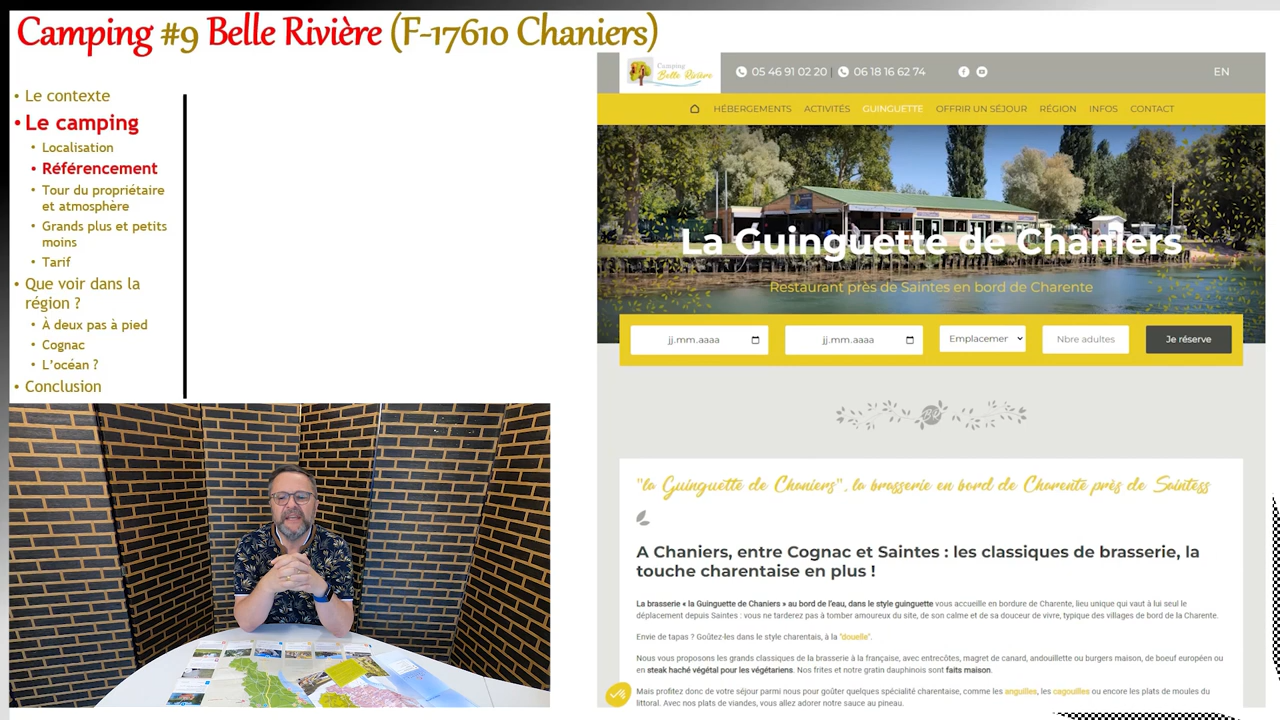 Camping #9 Belle Rivière (F-17610 Chaniers)
• Le contexte
• Le camping
• Localisation
• Référencement
• Tour du propriétaire
et atmosphère
• Grands plus et petits
moins
• Tarif
• Que voir dans la
région ?
• À deux pas à pied
• Cognac
• L'océan ?
• Conclusion
Camping
Belle Rivière
05 46 91 02 20 | 06 18 16 62 74
EN
HÉBERGEMENTS ACTIVITÉS GUINGUETTE OFFRIR UN SÉJOUR RÉGION INFOS CONTACT
La Guinguette de Chaniers
Restaurant près de Saintes en bord de Charente
jj.mm.aaaa jj.mm.aaaa Emplacemer Nbre adultes Je réserve
"la Guinguette de Chaniers", la brasserie en bord de Charente près de Saintess
A Chaniers, entre Cognac et Saintes : les classiques de brasserie, la
touche charentaise en plus !
La brasserie « la Guinguette de Chaniers » au bord de l'eau, dans le style guinguette vous accueille en bordure de Charente, lieu unique qui vaut à lui seul le
déplacement depuis Saintes : vous ne tarderez pas à tomber amoureux du site, de son calme et de sa douceur de vivre, typique des villages de bord de la Charente.
Envie de tapas ? Goûtez-les dans le style charentais, à la "douelle".
Nous vous proposons les grands classiques de la brasserie à la française, avec entrecôtes, magret de canard, andouillette ou burgers maison, de boeuf européen ou
en steak haché végétal pour les végétariens. Nos frites et notre gratin dauphinois sont faits maison.
Mais profitez donc de votre séjour parmi nous pour goûter quelques spécialité charentaise, comme les anguilles, les cagouilles ou encore les plats de moules du
littoral. Avec nos plats de viandes, vous allez adorer notre sauce au pineau.